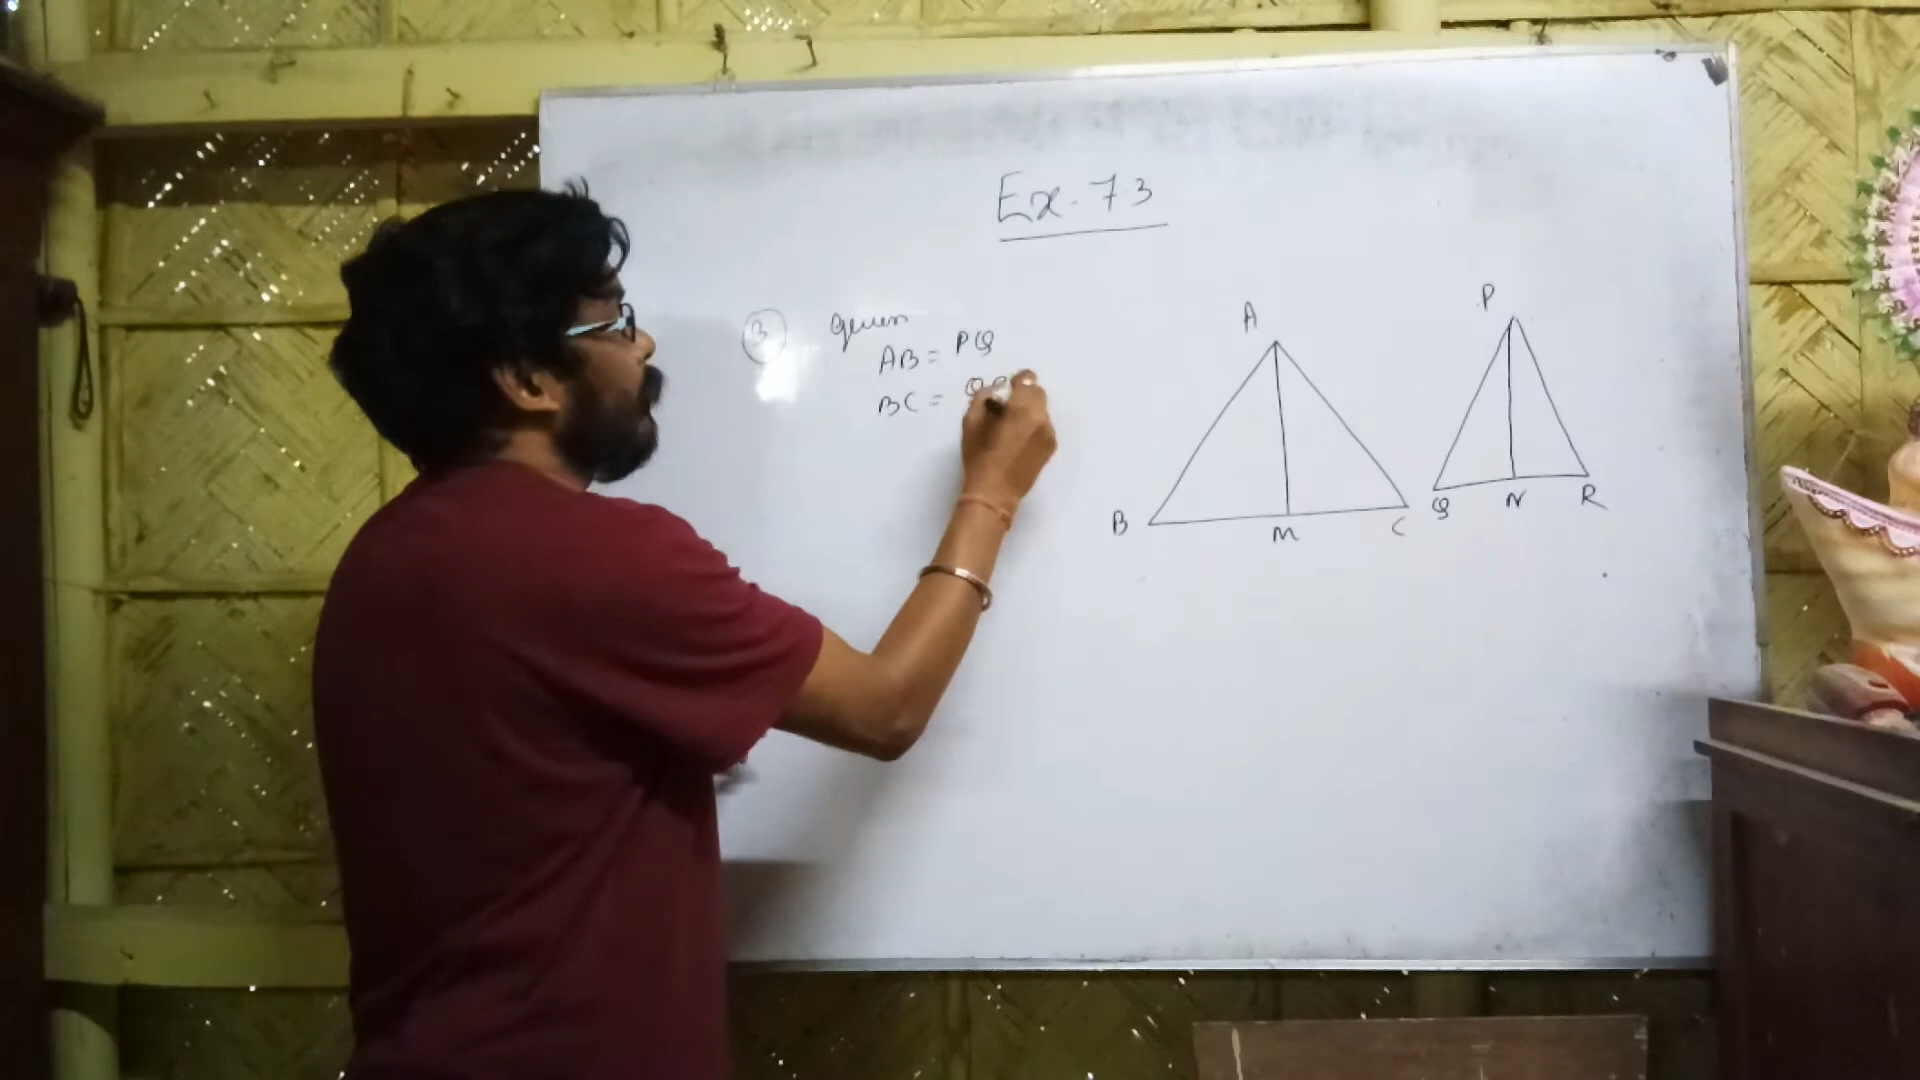 Ex. 7.3
3 given
AB = PQ
BC = QR
A
P
B M C
Q N R